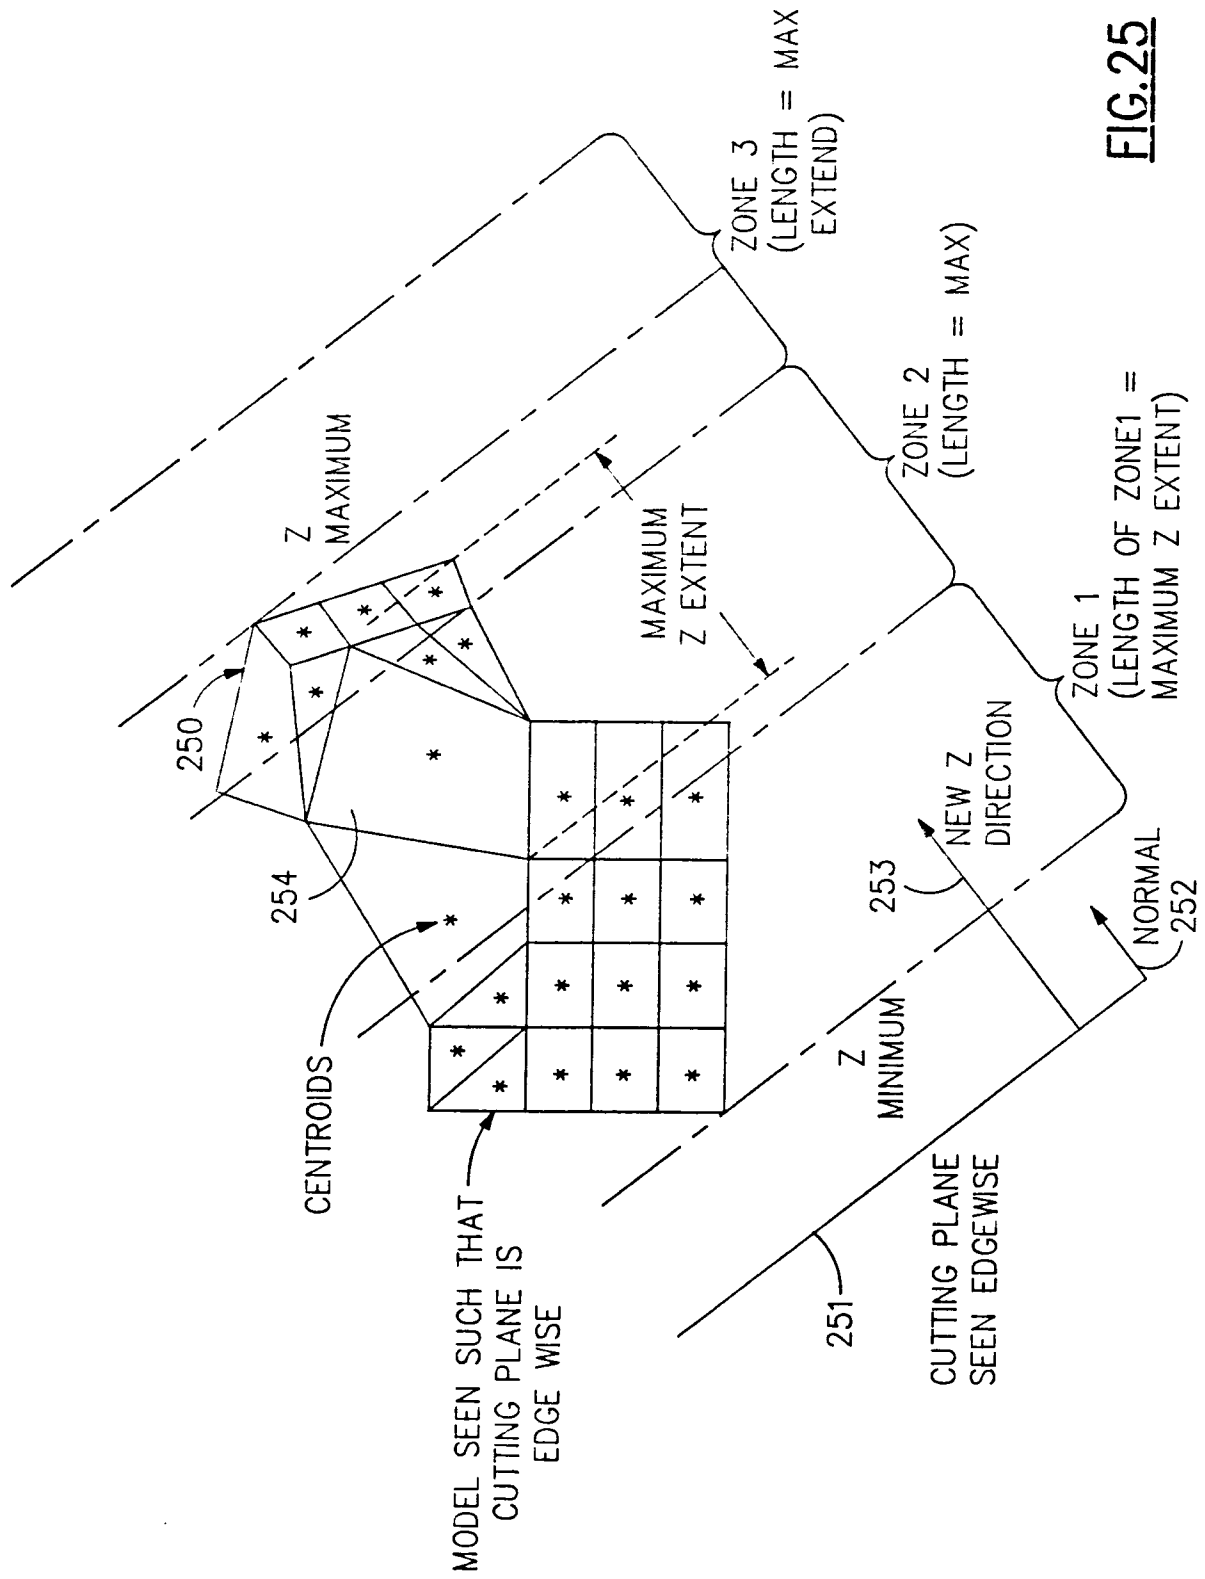 MODEL SEEN SUCH THAT
CUTTING PLANE IS
EDGE WISE
CENTROIDS
254
250
Z
MAXIMUM
MAXIMUM
Z EXTENT
251
CUTTING PLANE
SEEN EDGEWISE
Z
MINIMUM
253
NEW Z
DIRECTION
NORMAL
252
ZONE 1
(LENGTH OF ZONE1 =
MAXIMUM Z EXTENT)
ZONE 2
(LENGTH = MAX)
ZONE 3
(LENGTH = MAX
EXTEND)
FIG.25